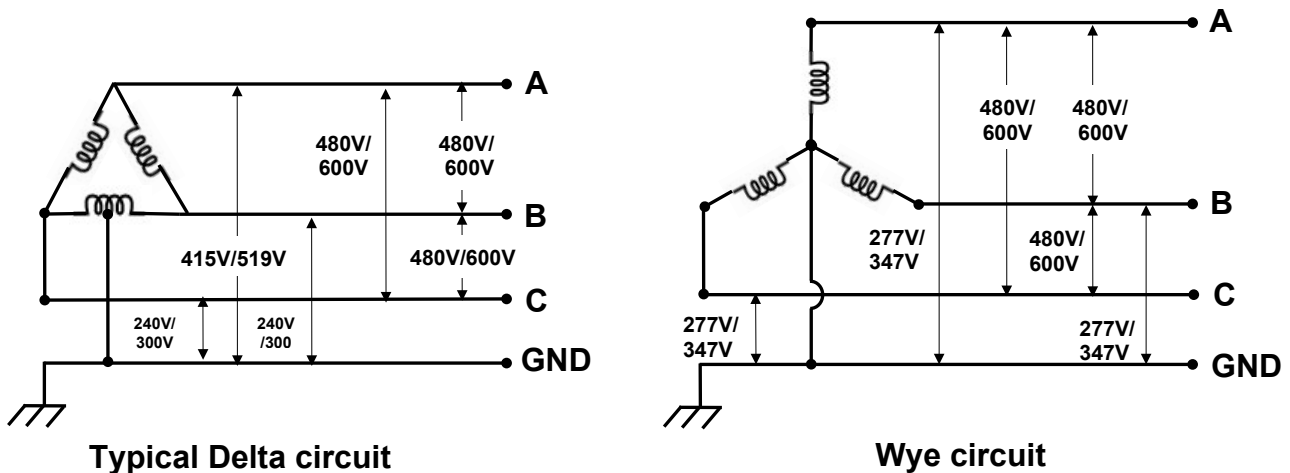 A
480V/
600V
480V/
600V
B
415V/519V
480V/600V
C
240V/
300V
240V
/300
GND
Typical Delta circuit
A
480V/
600V
480V/
600V
B
277V/
347V
480V/
600V
C
277V/
347V
277V/
347V
GND
Wye circuit